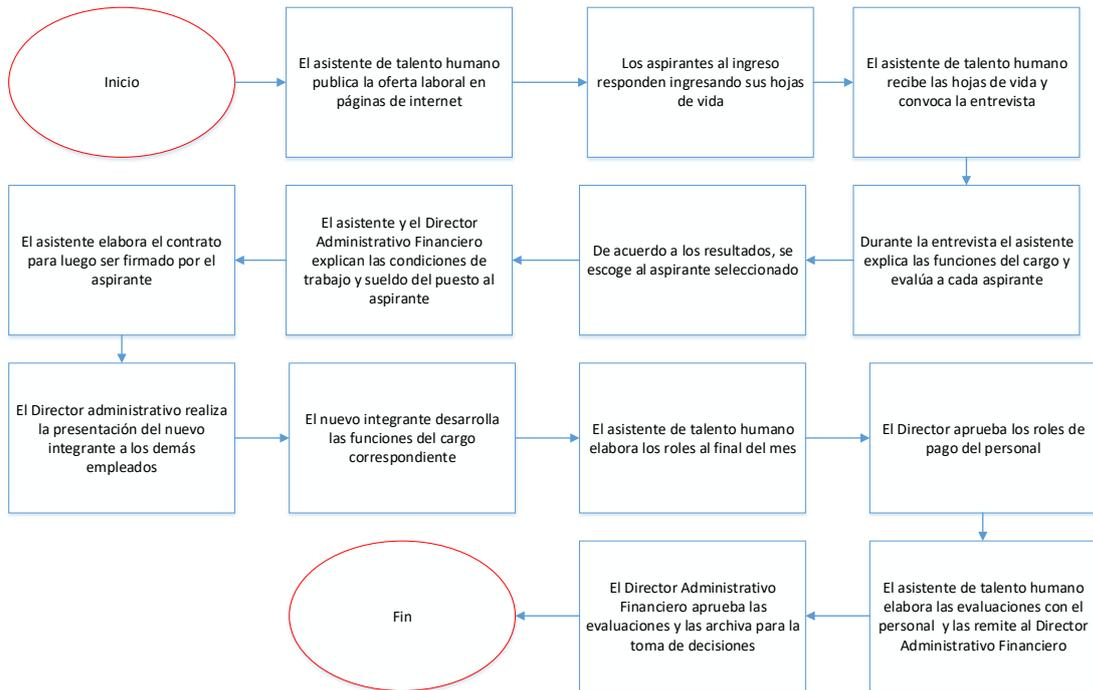 Inicio
El asistente de talento humano
publica la oferta laboral en
páginas de internet
Los aspirantes al ingreso
responden ingresando sus hojas
de vida
El asistente de talento humano
recibe las hojas de vida y
convoca la entrevista
Durante la entrevista el asistente
explica las funciones del cargo y
evalúa a cada aspirante
De acuerdo a los resultados, se
escoge al aspirante seleccionado
El asistente y el Director
Administrativo Financiero
explican las condiciones de
trabajo y sueldo del puesto al
aspirante
El asistente elabora el contrato
para luego ser firmado por el
aspirante
El Director administrativo realiza
la presentación del nuevo
integrante a los demás
empleados
El nuevo integrante desarrolla
las funciones del cargo
correspondiente
El asistente de talento humano
elabora los roles al final del mes
El Director aprueba los roles de
pago del personal
El asistente de talento humano
elabora las evaluaciones con el
personal y las remite al Director
Administrativo Financiero
El Director Administrativo
Financiero aprueba las
evaluaciones y las archiva para la
toma de decisiones
Fin